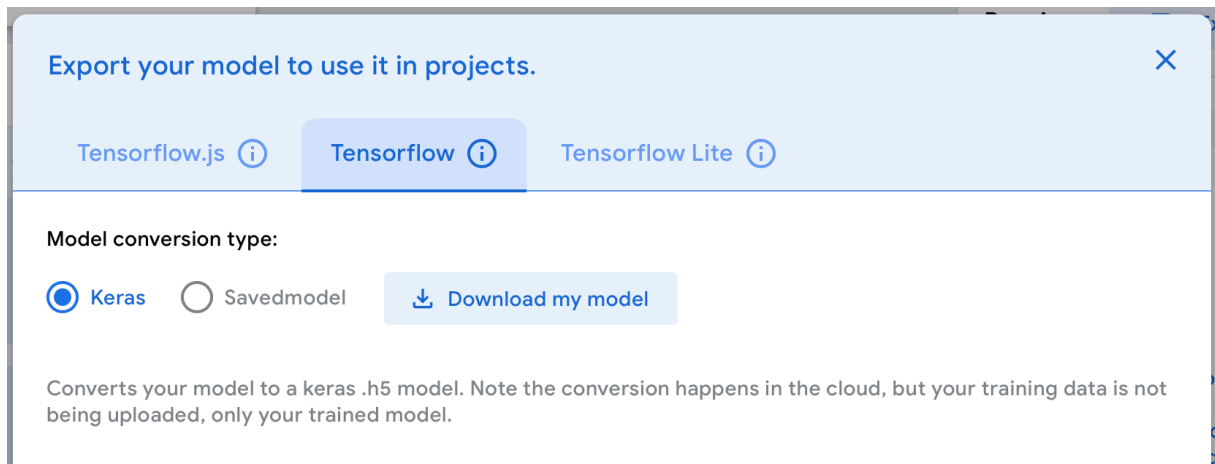 Export your model to use it in projects.
Tensorflow.js Tensorflow Tensorflow Lite
Model conversion type:
Keras Savedmodel Download my model
Converts your model to a keras .h5 model. Note the conversion happens in the cloud, but your training data is not
being uploaded, only your trained model.